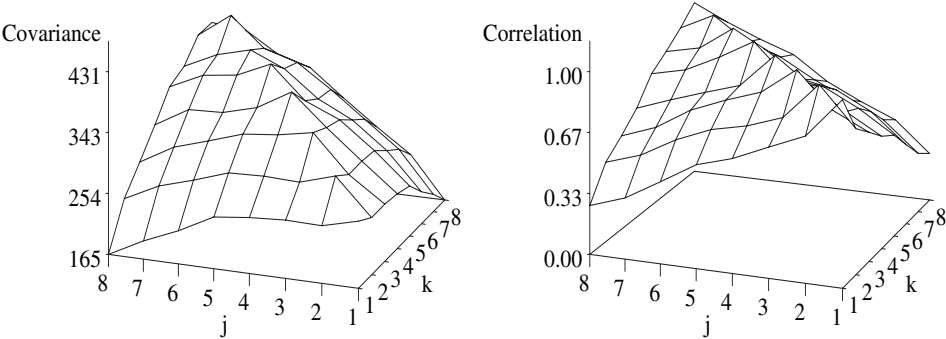 Covariance
431
343
254
165
8 7 6 5 4 3 2 1
j
1 2 3 4 5 6 7 8
k
Correlation
1.00
0.67
0.33
0.00
8 7 6 5 4 3 2 1
j
1 2 3 4 5 6 7 8
k